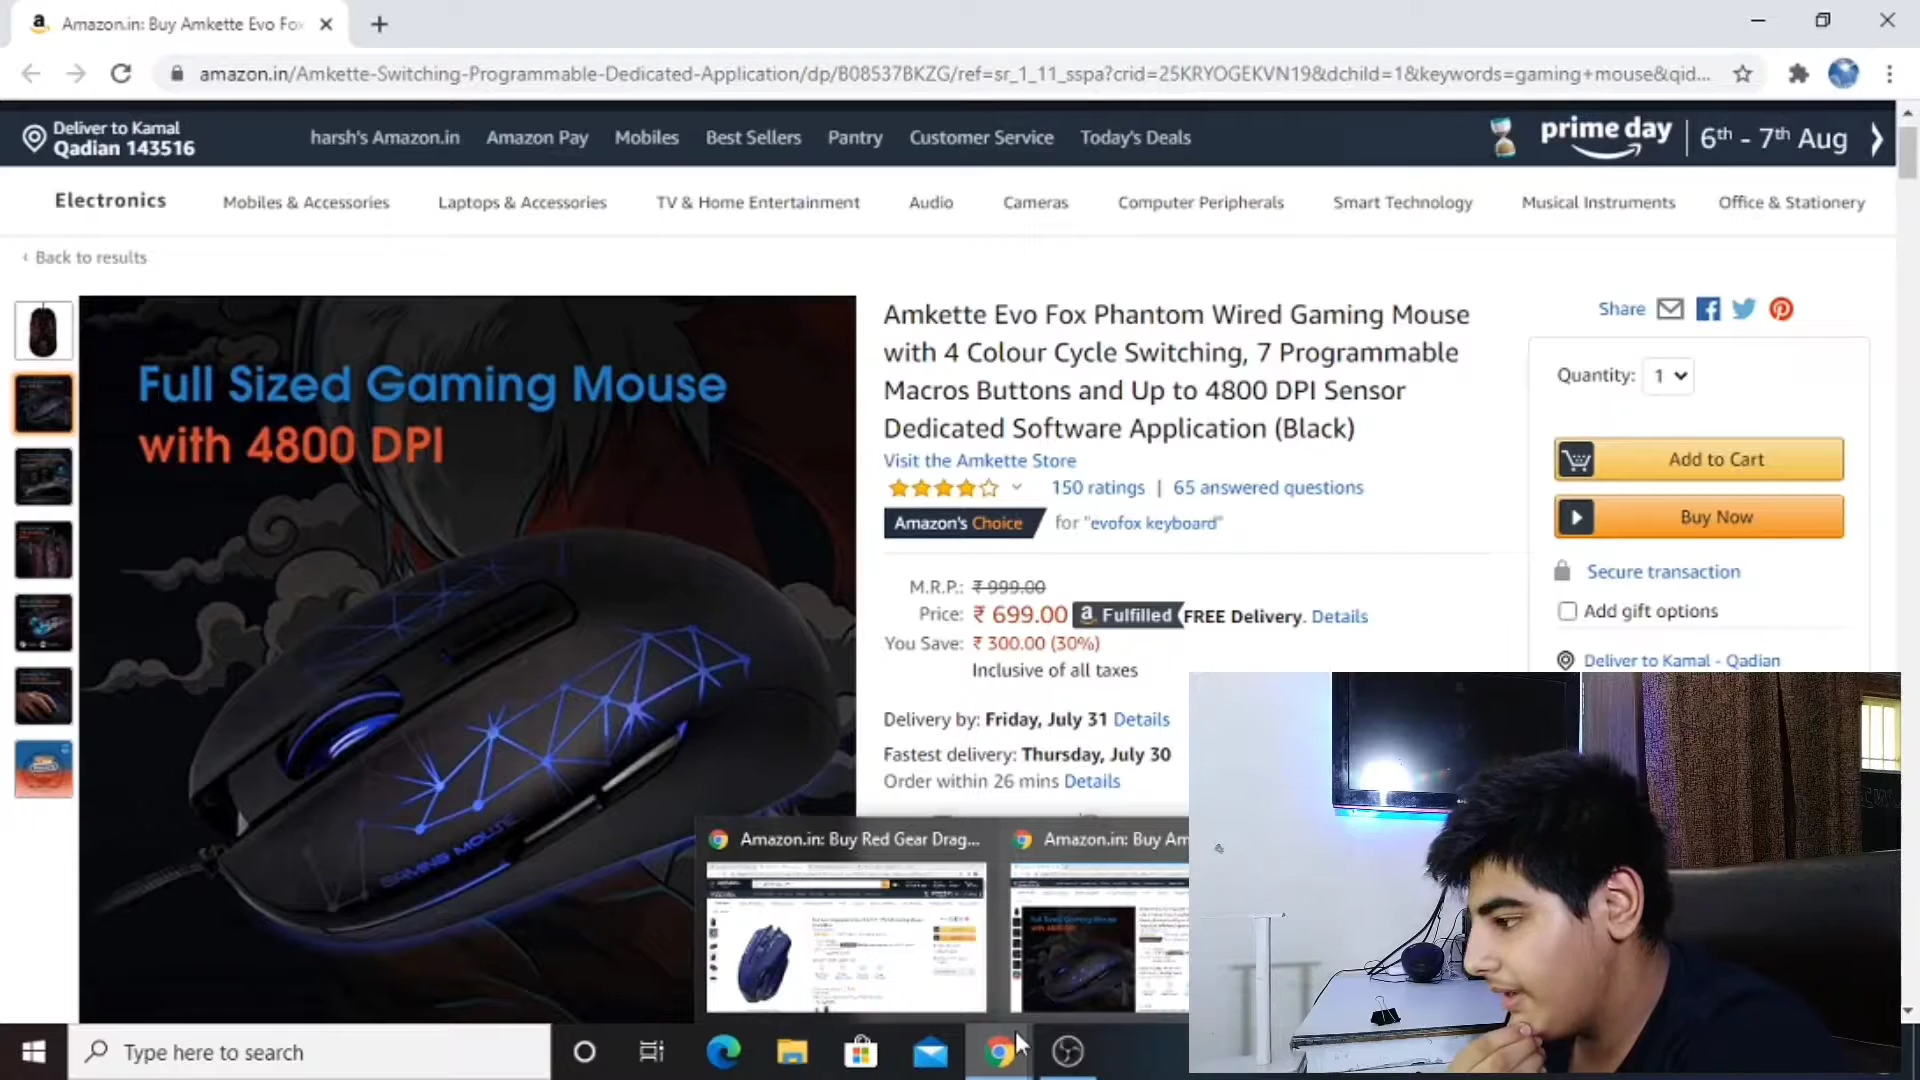 Amazon.in: Buy Amkette Evo Fox
amazon.in/Amkette-Switching-Programmable-Dedicated-Application/dp/B08537BKZG/ref=sr_1_11_sspa?crid=25KRYOGEKVN19&dchild=1&keywords=gaming+mouse&qid...
Deliver to Kamal
Qadian 143516
harsh's Amazon.in Amazon Pay Mobiles Best Sellers Pantry Customer Service Today's Deals
prime day 6th - 7th Aug
Electronics Mobiles & Accessories Laptops & Accessories TV & Home Entertainment Audio Cameras Computer Peripherals Smart Technology Musical Instruments Office & Stationery
‹ Back to results
Full Sized Gaming Mouse
with 4800 DPI
GAMING MOUSE
Amkette Evo Fox Phantom Wired Gaming Mouse
with 4 Colour Cycle Switching, 7 Programmable
Macros Buttons and Up to 4800 DPI Sensor
Dedicated Software Application (Black)
Visit the Amkette Store
150 ratings | 65 answered questions
Amazon's Choice for "evofox keyboard"
M.R.P.: ₹ 999.00
Price: ₹ 699.00 a Fulfilled FREE Delivery. Details
You Save: ₹ 300.00 (30%)
Inclusive of all taxes
Delivery by: Friday, July 31 Details
Fastest delivery: Thursday, July 30
Order within 26 mins Details
Share
Quantity: 1
Add to Cart
Buy Now
Secure transaction
Add gift options
Deliver to Kamal - Qadian
Amazon.in: Buy Red Gear Drag...
Amazon.in: Buy Am
Type here to search